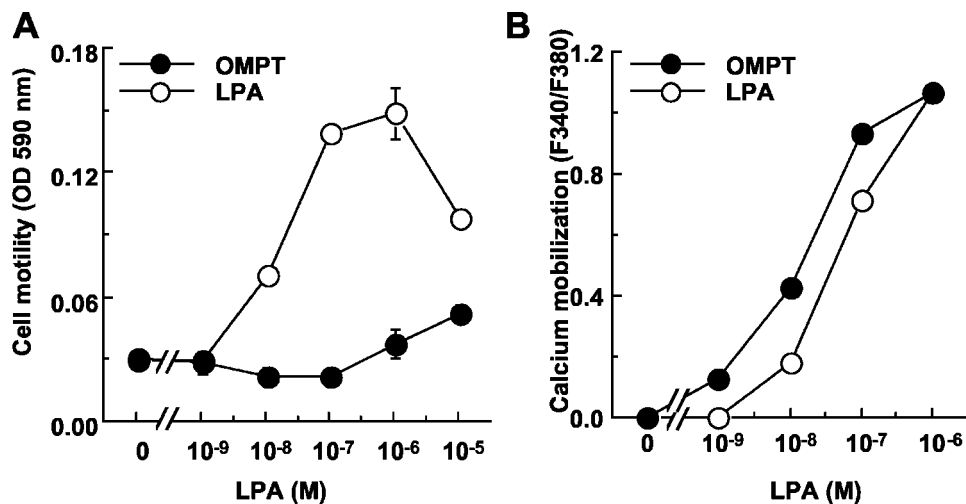 A
Cell motility (OD 590 nm)
0.18
0.12
0.06
0.00
OMPT
LPA
0 10⁻⁹ 10⁻⁸ 10⁻⁷ 10⁻⁶ 10⁻⁵
LPA (M)
B
Calcium mobilization (F340/F380)
1.2
0.8
0.4
0.0
OMPT
LPA
0 10⁻⁹ 10⁻⁸ 10⁻⁷ 10⁻⁶
LPA (M)